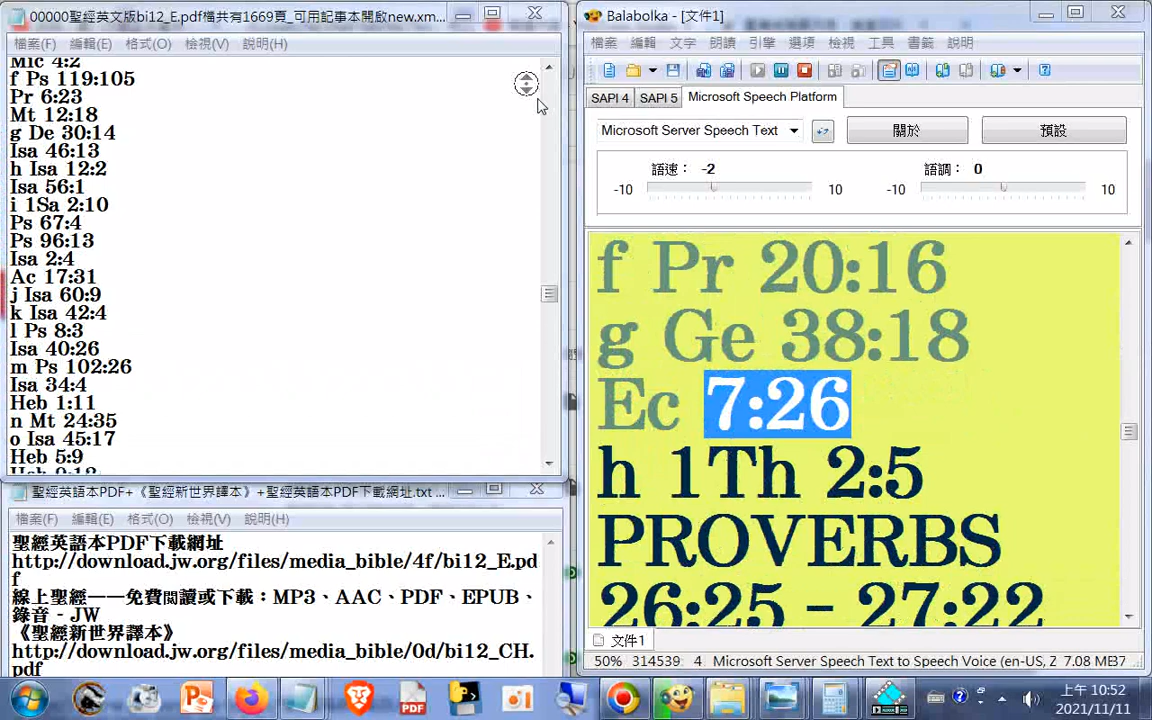 00000聖經英文版bi12_E.pdf檔共有1669頁_可用記事本開啟new.xm...
檔案(F) 編輯(E) 格式(O) 檢視(V) 說明(H)
Mic 4:2
f Ps 119:105
Pr 6:23
Mt 12:18
g De 30:14
Isa 46:13
h Isa 12:2
Isa 56:1
i 1Sa 2:10
Ps 67:4
Ps 96:13
Isa 2:4
Ac 17:31
j Isa 60:9
k Isa 42:4
l Ps 8:3
Isa 40:26
m Ps 102:26
Isa 34:4
Heb 1:11
n Mt 24:35
o Isa 45:17
Heb 5:9
聖經英語本PDF+《聖經新世界譯本》+聖經英語本PDF下載網址.txt ...
檔案(F) 編輯(E) 格式(O) 檢視(V) 說明(H)
聖經英語本PDF下載網址
http://download.jw.org/files/media_bible/4f/bi12_E.pd
f
線上聖經——免費閱讀或下載：MP3、AAC、PDF、EPUB、
錄音 - JW
《聖經新世界譯本》
http://download.jw.org/files/media_bible/0d/bi12_CH.
pdf
Balabolka - [文件1]
檔案 編輯 文字 朗讀 引擎 選項 檢視 工具 書籤 說明
SAPI 4 SAPI 5 Microsoft Speech Platform
Microsoft Server Speech Text 關於 預設
語速： -2 語調： 0
-10 10 -10 10
f Pr 20:16
g Ge 38:18
Ec 7:26
h 1Th 2:5
PROVERBS
26:25 – 27:22
文件1
50% 314539: 4 Microsoft Server Speech Text to Speech Voice (en-US, Z 7.08 MB
上午 10:52
2021/11/11